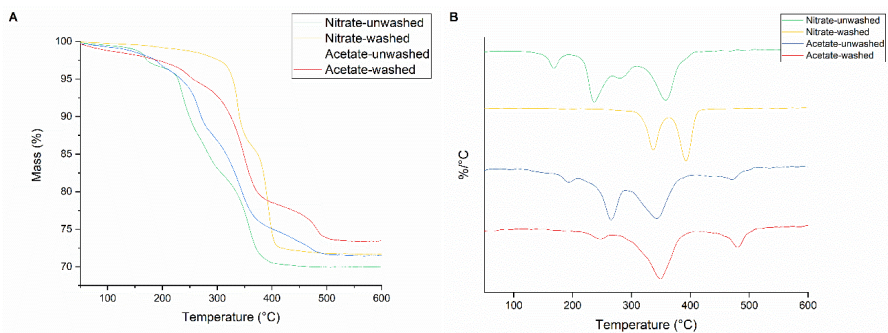 A
Nitrate-unwashed
Nitrate-washed
Acetate-unwashed
Acetate-washed
100
95
90
85
80
75
70
Mass (%)
100
200
300
400
500
600
Temperature (°C)
B
Nitrate-unwashed
Nitrate-washed
Acetate-unwashed
Acetate-washed
%/°C
100
200
300
400
500
600
Temperature (°C)